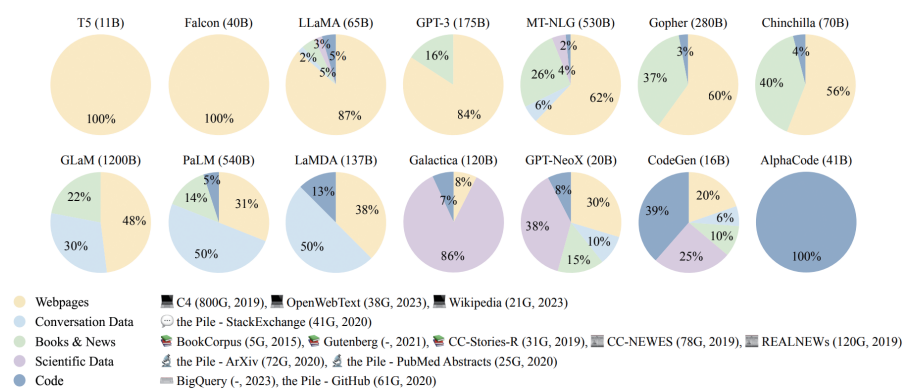 T5 (11B) Falcon (40B) LLaMA (65B) GPT-3 (175B) MT-NLG (530B) Gopher (280B) Chinchilla (70B)
100%
100%
3% 5% 2% 5% 87%
16% 84%
2% 26% 4% 6% 62%
3% 37% 60%
4% 40% 56%
GLaM (1200B) PaLM (540B) LaMDA (137B) Galactica (120B) GPT-NeoX (20B) CodeGen (16B) AlphaCode (41B)
22% 48% 30%
5% 14% 31% 50%
13% 38% 50%
8% 7% 86%
8% 30% 38% 10% 15%
20% 39% 6% 10% 25%
100%
Webpages C4 (800G, 2019), OpenWebText (38G, 2023), Wikipedia (21G, 2023)
Conversation Data the Pile - StackExchange (41G, 2020)
Books & News BookCorpus (5G, 2015), Gutenberg (-, 2021), CC-Stories-R (31G, 2019), CC-NEWES (78G, 2019), REALNEWs (120G, 2019)
Scientific Data the Pile - ArXiv (72G, 2020), the Pile - PubMed Abstracts (25G, 2020)
Code BigQuery (-, 2023), the Pile - GitHub (61G, 2020)